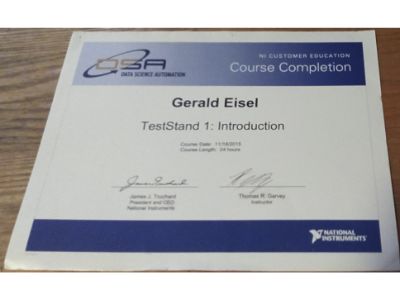 DSA
DATA SCIENCE AUTOMATION
NI CUSTOMER EDUCATION
Course Completion
Gerald Eisel
TestStand 1: Introduction
Course Date: 11/16/2015
Course Length: 24 hours
James J. Truchard
President and CEO
National Instruments
Thomas R. Garvey
Instructor
NATIONAL
INSTRUMENTS